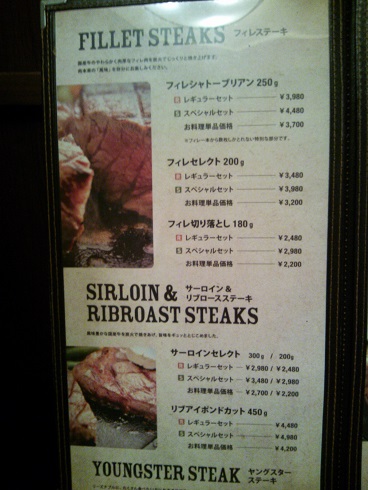 FILLET STEAKS フィレステーキ
フィレシャトーブリアン 250g
R レギュラーセット ¥3,980
S スペシャルセット ¥4,480
お料理単品価格 ¥3,700
フィレセレクト 200g
R レギュラーセット ¥3,480
S スペシャルセット ¥3,980
お料理単品価格 ¥3,200
フィレ切り落とし 180g
R レギュラーセット ¥2,480
S スペシャルセット ¥2,980
お料理単品価格 ¥2,200
SIRLOIN & サーロイン &
RIBROAST STEAKS リブロースステーキ
サーロインセレクト 300g / 200g
R レギュラーセット ¥2,980 / ¥2,480
S スペシャルセット ¥3,480 / ¥2,980
お料理単品価格 ¥2,700 / ¥2,200
リブアイポンドカット 450g
R レギュラーセット ¥4,480
S スペシャルセット ¥4,980
お料理単品価格 ¥4,200
YOUNGSTER STEAK ヤングスター
ステーキ